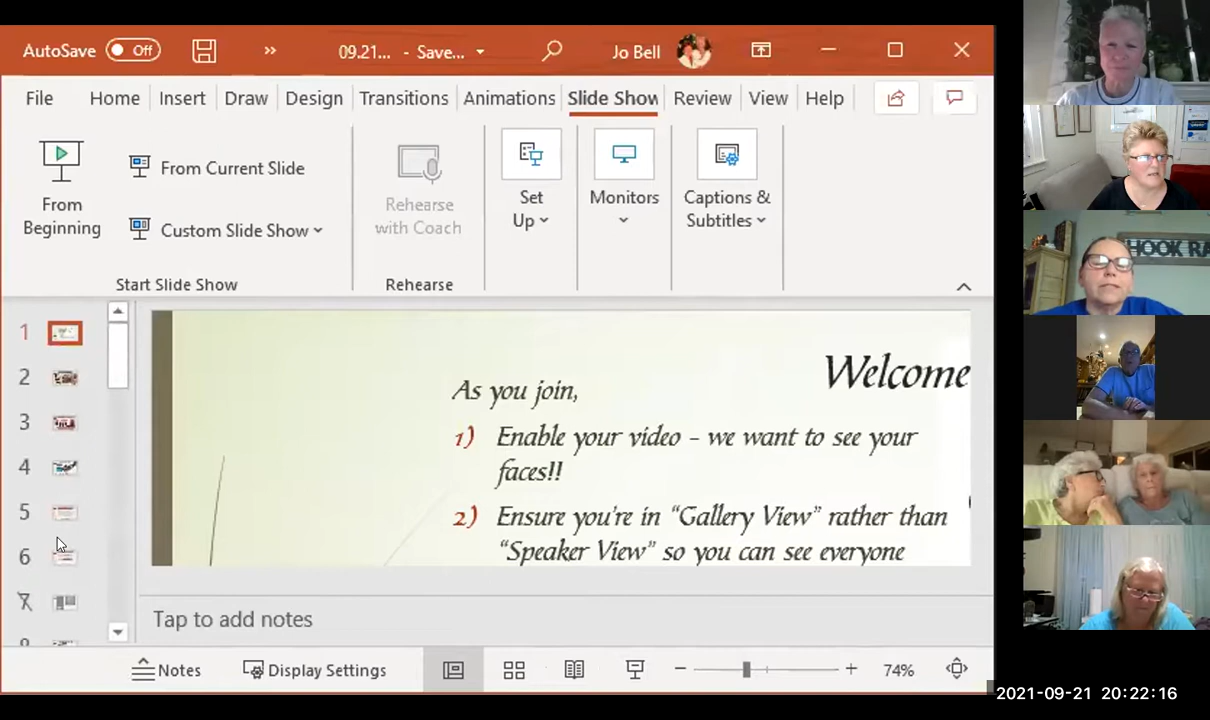 AutoSave Off » 09.21... - Save... Jo Bell
File Home Insert Draw Design Transitions Animations Slide Show Review View Help
From Beginning
From Current Slide
Custom Slide Show
Start Slide Show
Rehearse with Coach
Rehearse
Set Up
Monitors
Captions & Subtitles
1
2
3
4
5
6
7
Welcome
As you join,
1) Enable your video – we want to see your
faces!!
2) Ensure you're in “Gallery View” rather than
“Speaker View” so you can see everyone
Tap to add notes
Notes Display Settings 74%
HOOK RA
2021-09-21 20:22:16